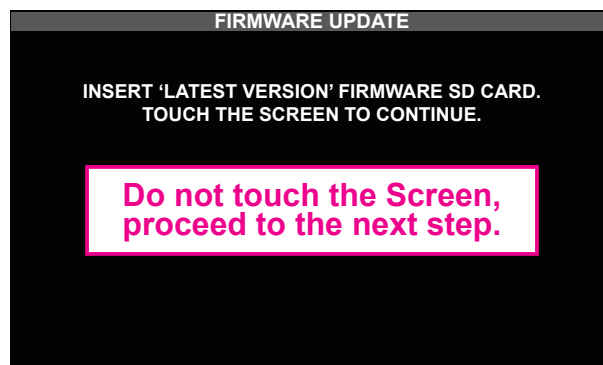 FIRMWARE UPDATE
INSERT ‘LATEST VERSION’ FIRMWARE SD CARD.
TOUCH THE SCREEN TO CONTINUE.
Do not touch the Screen,
proceed to the next step.